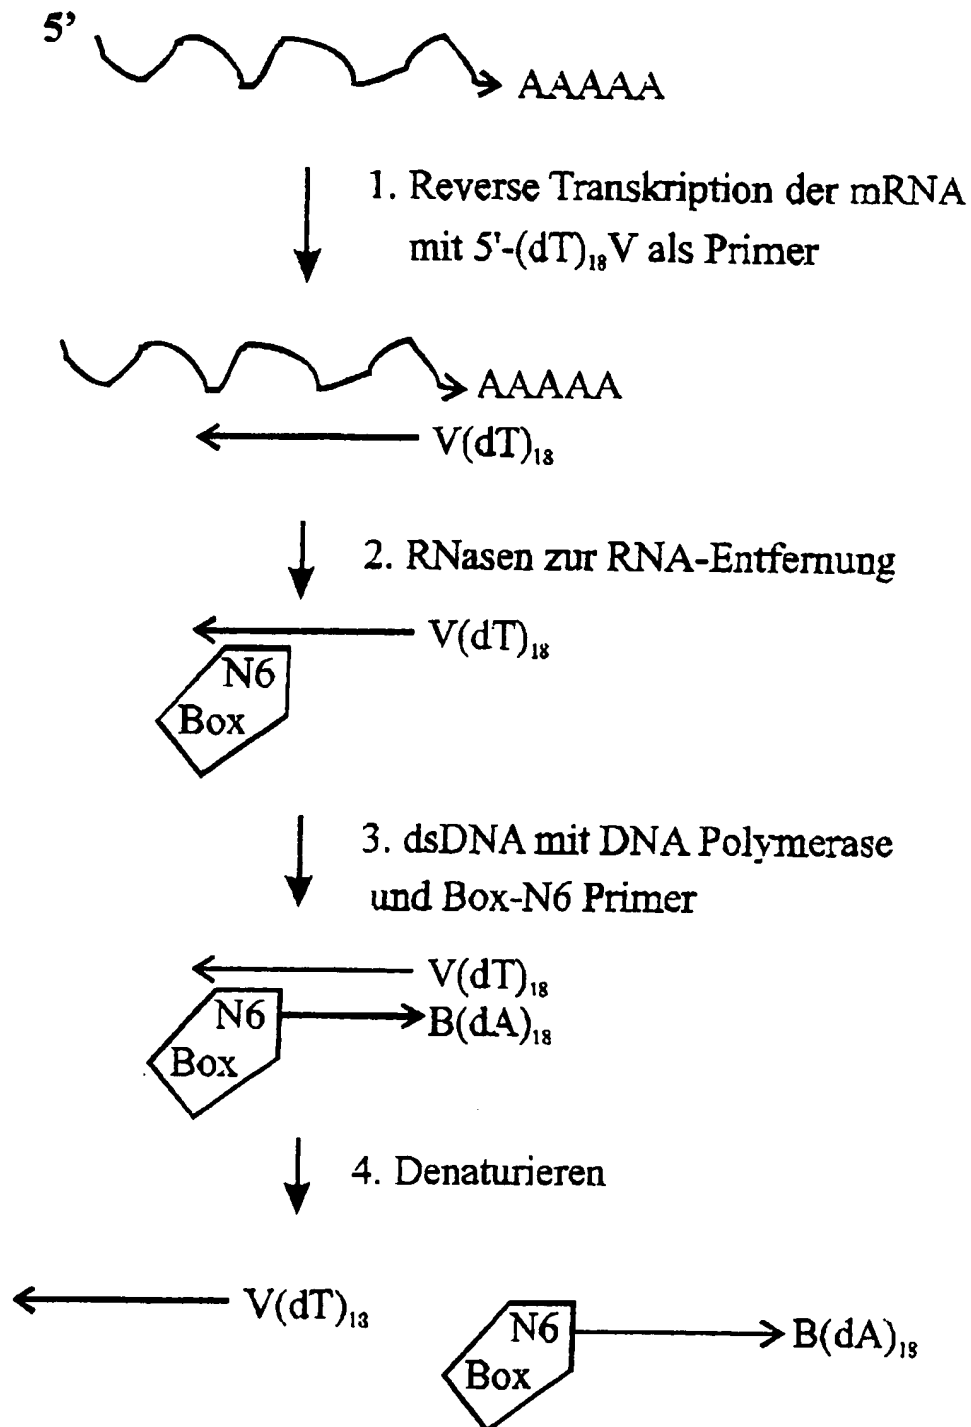 5’
AAAAA
1. Reverse Transkription der mRNA
mit 5'-(dT)₁₈V als Primer
AAAAA
V(dT)₁₈
2. RNasen zur RNA-Entfernung
V(dT)₁₈
N6
Box
3. dsDNA mit DNA Polymerase
und Box-N6 Primer
V(dT)₁₈
N6
B(dA)₁₈
Box
4. Denaturieren
V(dT)₁₈
N6
B(dA)₁₈
Box